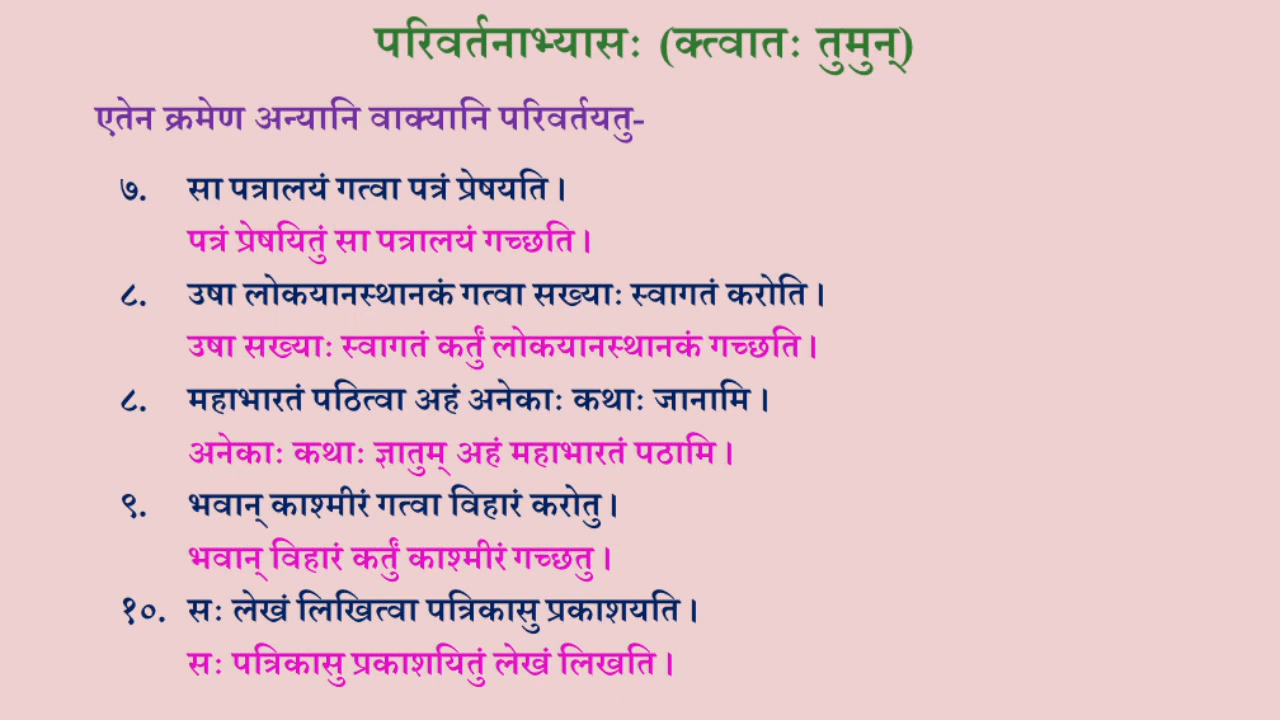 परिवर्तनाभ्यासः (क्त्वातः तुमुन्)
एतेन क्रमेण अन्यानि वाक्यानि परिवर्तयतु-
७. सा पत्रालयं गत्वा पत्रं प्रेषयति।
पत्रं प्रेषयितुं सा पत्रालयं गच्छति।
८. उषा लोकयानस्थानकं गत्वा सख्याः स्वागतं करोति।
उषा सख्याः स्वागतं कर्तुं लोकयानस्थानकं गच्छति।
८. महाभारतं पठित्वा अहं अनेकाः कथाः जानामि।
अनेकाः कथाः ज्ञातुम् अहं महाभारतं पठामि।
९. भवान् काश्मीरं गत्वा विहारं करोतु।
भवान् विहारं कर्तुं काश्मीरं गच्छतु।
१०. सः लेखं लिखित्वा पत्रिकासु प्रकाशयति।
सः पत्रिकासु प्रकाशयितुं लेखं लिखति।